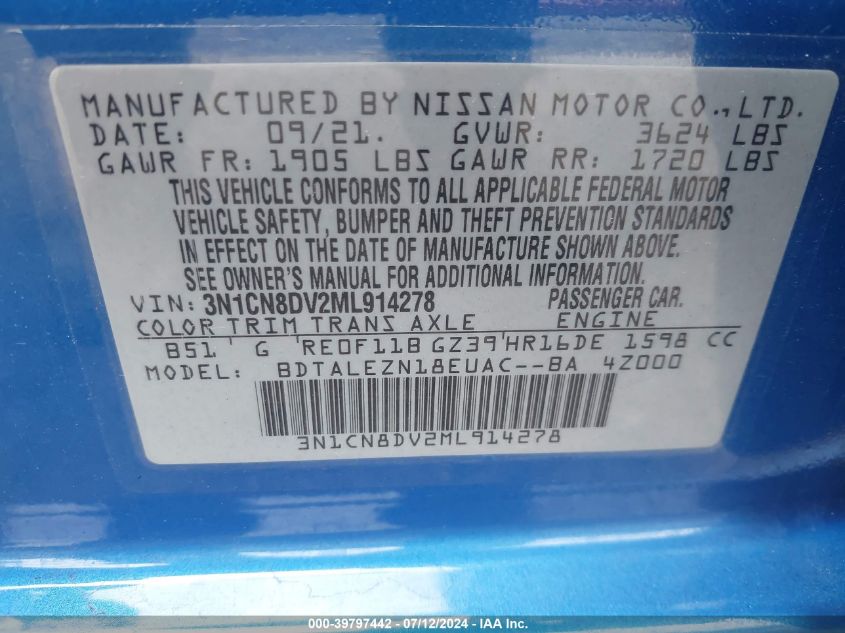 MANUFACTURED BY NISSAN MOTOR CO., LTD.
DATE: 09/21. GVWR: 3624 LBS
GAWR FR: 1905 LBS GAWR RR: 1720 LBS
THIS VEHICLE CONFORMS TO ALL APPLICABLE FEDERAL MOTOR
VEHICLE SAFETY, BUMPER AND THEFT PREVENTION STANDARDS
IN EFFECT ON THE DATE OF MANUFACTURE SHOWN ABOVE.
SEE OWNER'S MANUAL FOR ADDITIONAL INFORMATION.
VIN: 3N1CN8DV2ML914278 PASSENGER CAR.
COLOR TRIM TRANS AXLE ENGINE
B51 ' G ' RE0F11B GZ39 ' HR16DE 1598 CC
MODEL: BDTALEZN18EUAC--BA 4Z000
3N1CN8DV2ML914278
000-39797442 - 07/12/2024 - IAA Inc.